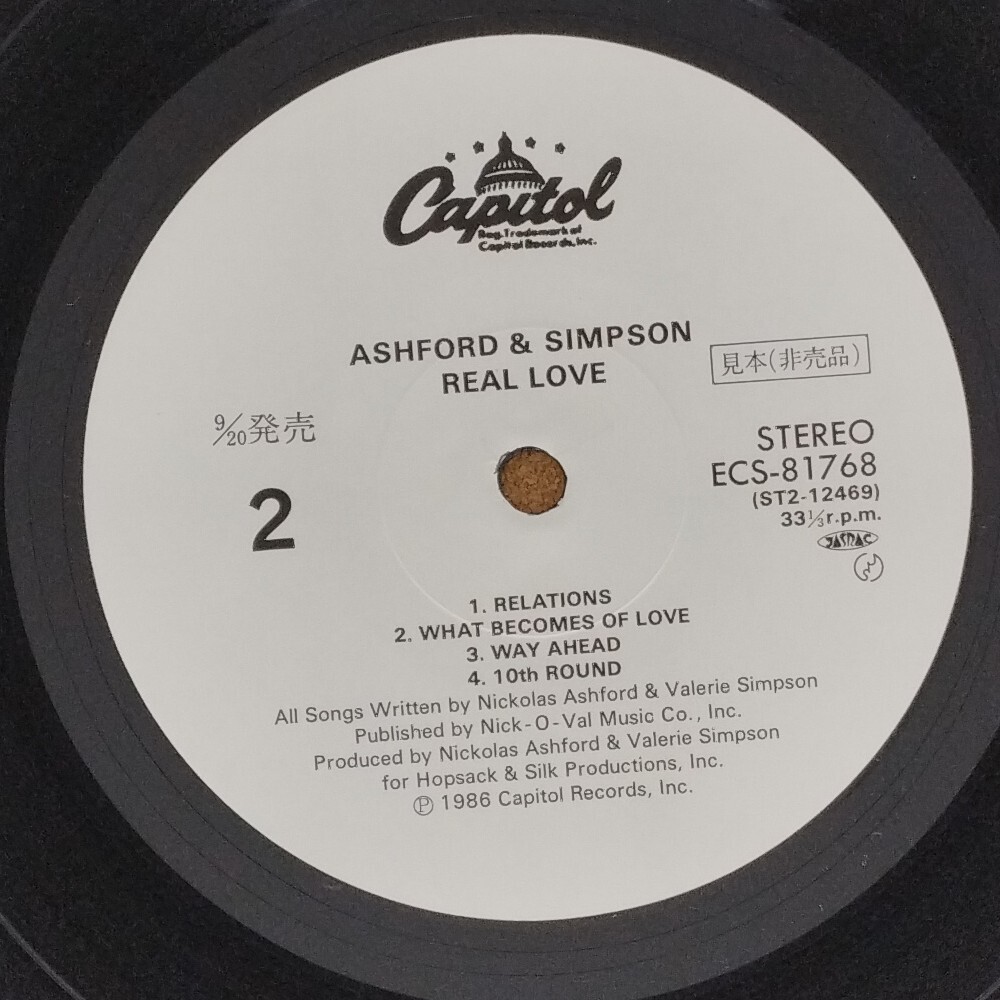 Capitol
Reg. Trademark of
Capitol Records, Inc.
ASHFORD & SIMPSON
REAL LOVE
見本(非売品)
9/20発売
2
STEREO
ECS-81768
(ST2-12469)
33⅓r.p.m.
JASRAC
1. RELATIONS
2. WHAT BECOMES OF LOVE
3. WAY AHEAD
4. 10th ROUND
All Songs Written by Nickolas Ashford & Valerie Simpson
Published by Nick-O-Val Music Co., Inc.
Produced by Nickolas Ashford & Valerie Simpson
for Hopsack & Silk Productions, Inc.
℗ 1986 Capitol Records, Inc.